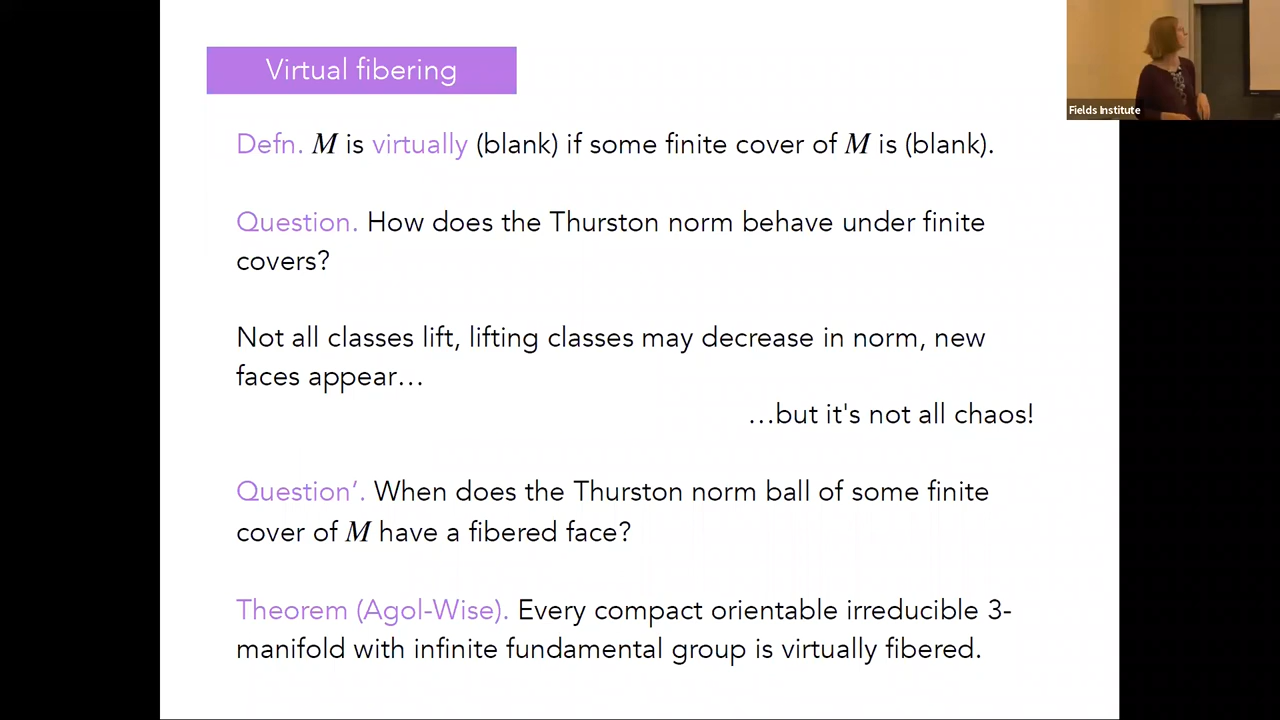 Virtual fibering
Fields Institute
Defn. M is virtually (blank) if some finite cover of M is (blank).
Question. How does the Thurston norm behave under finite
covers?
Not all classes lift, lifting classes may decrease in norm, new
faces appear…
…but it's not all chaos!
Question′. When does the Thurston norm ball of some finite
cover of M have a fibered face?
Theorem (Agol-Wise). Every compact orientable irreducible 3-
manifold with infinite fundamental group is virtually fibered.